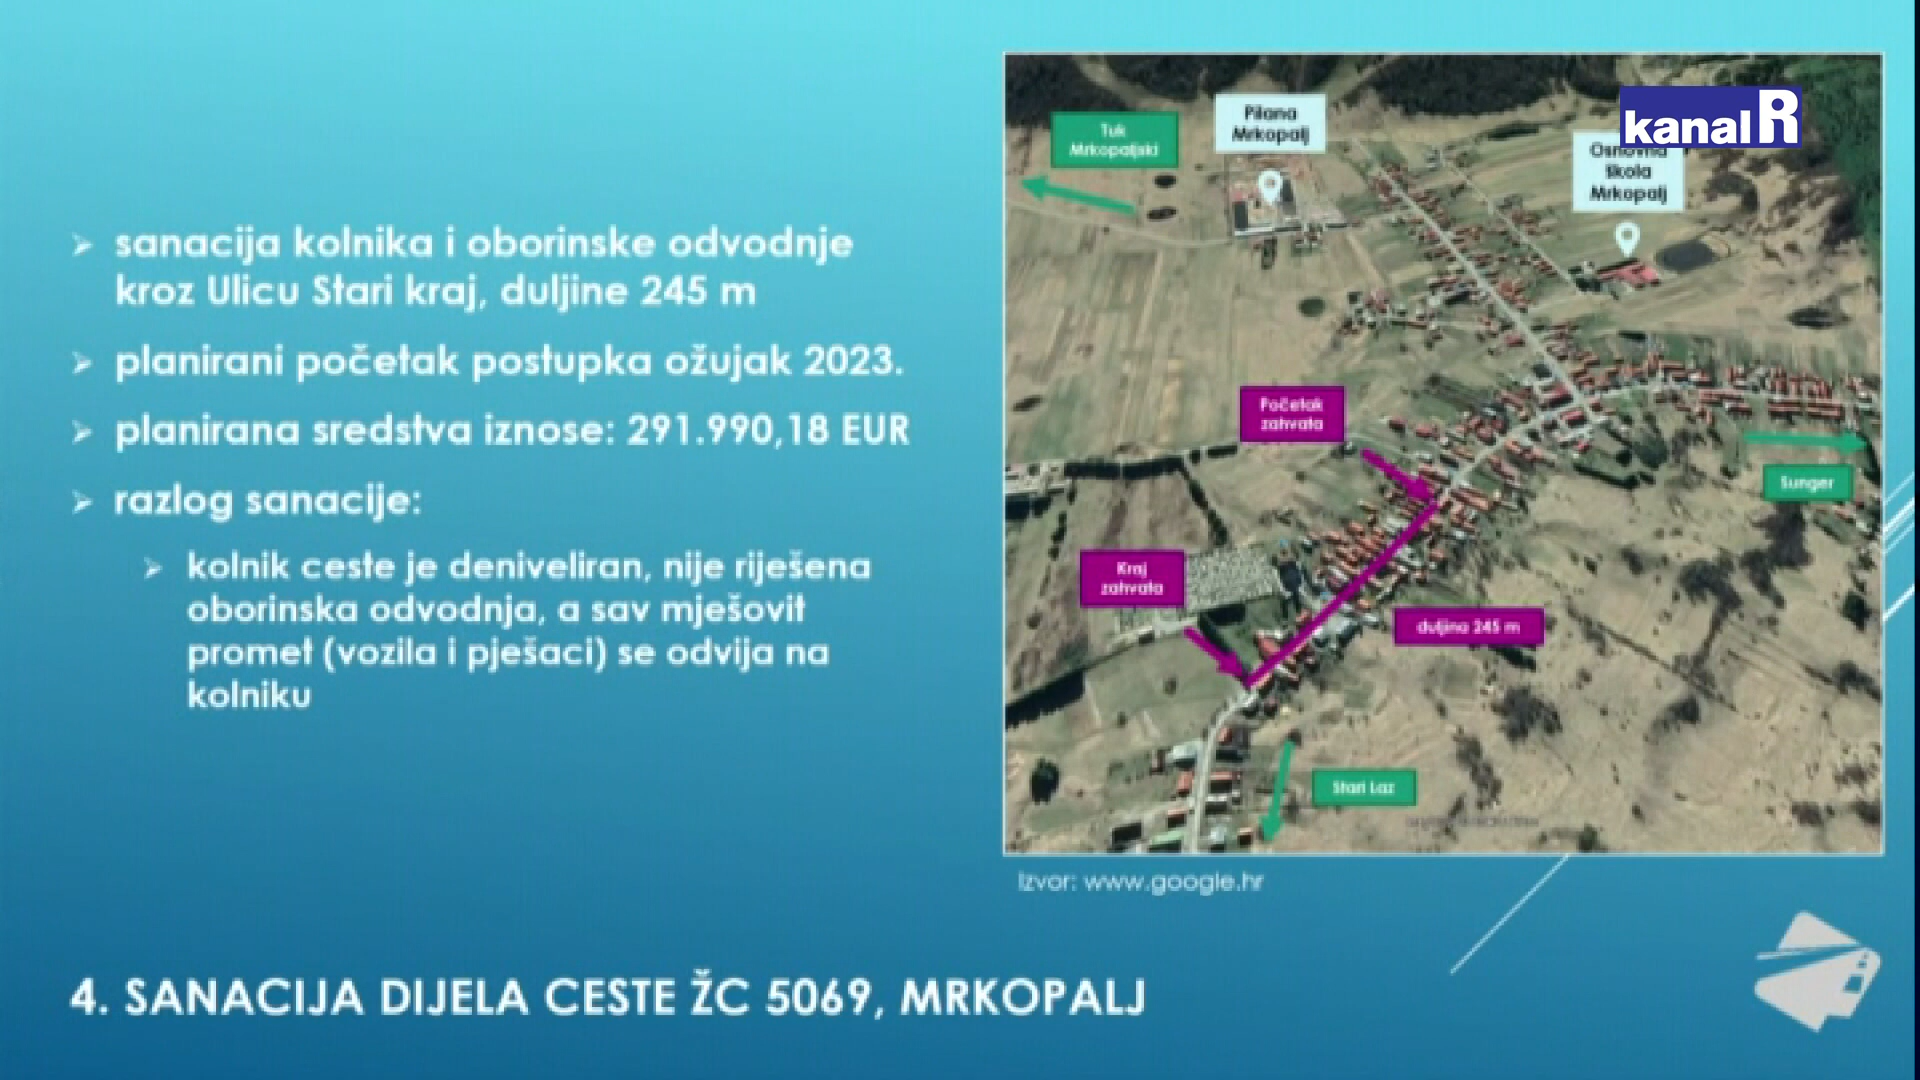 sanacija kolnika i oborinske odvodnje
kroz Ulicu Stari kraj, duljine 245 m
planirani početak postupka ožujak 2023.
planirana sredstva iznose: 291.990,18 EUR
razlog sanacije:
kolnik ceste je deniveliran, nije riješena
oborinska odvodnja, a sav mješovit
promet (vozila i pješaci) se odvija na
kolniku
kanal R
Tuk
Mrkopaljski
Pilana
Mrkopalj
Osnovna
škola
Mrkopalj
Početak
zahvata
Sunger
Kraj
zahvata
duljina 245 m
Stari Laz
Izvor: www.google.hr
4. SANACIJA DIJELA CESTE ŽC 5069, MRKOPALJ